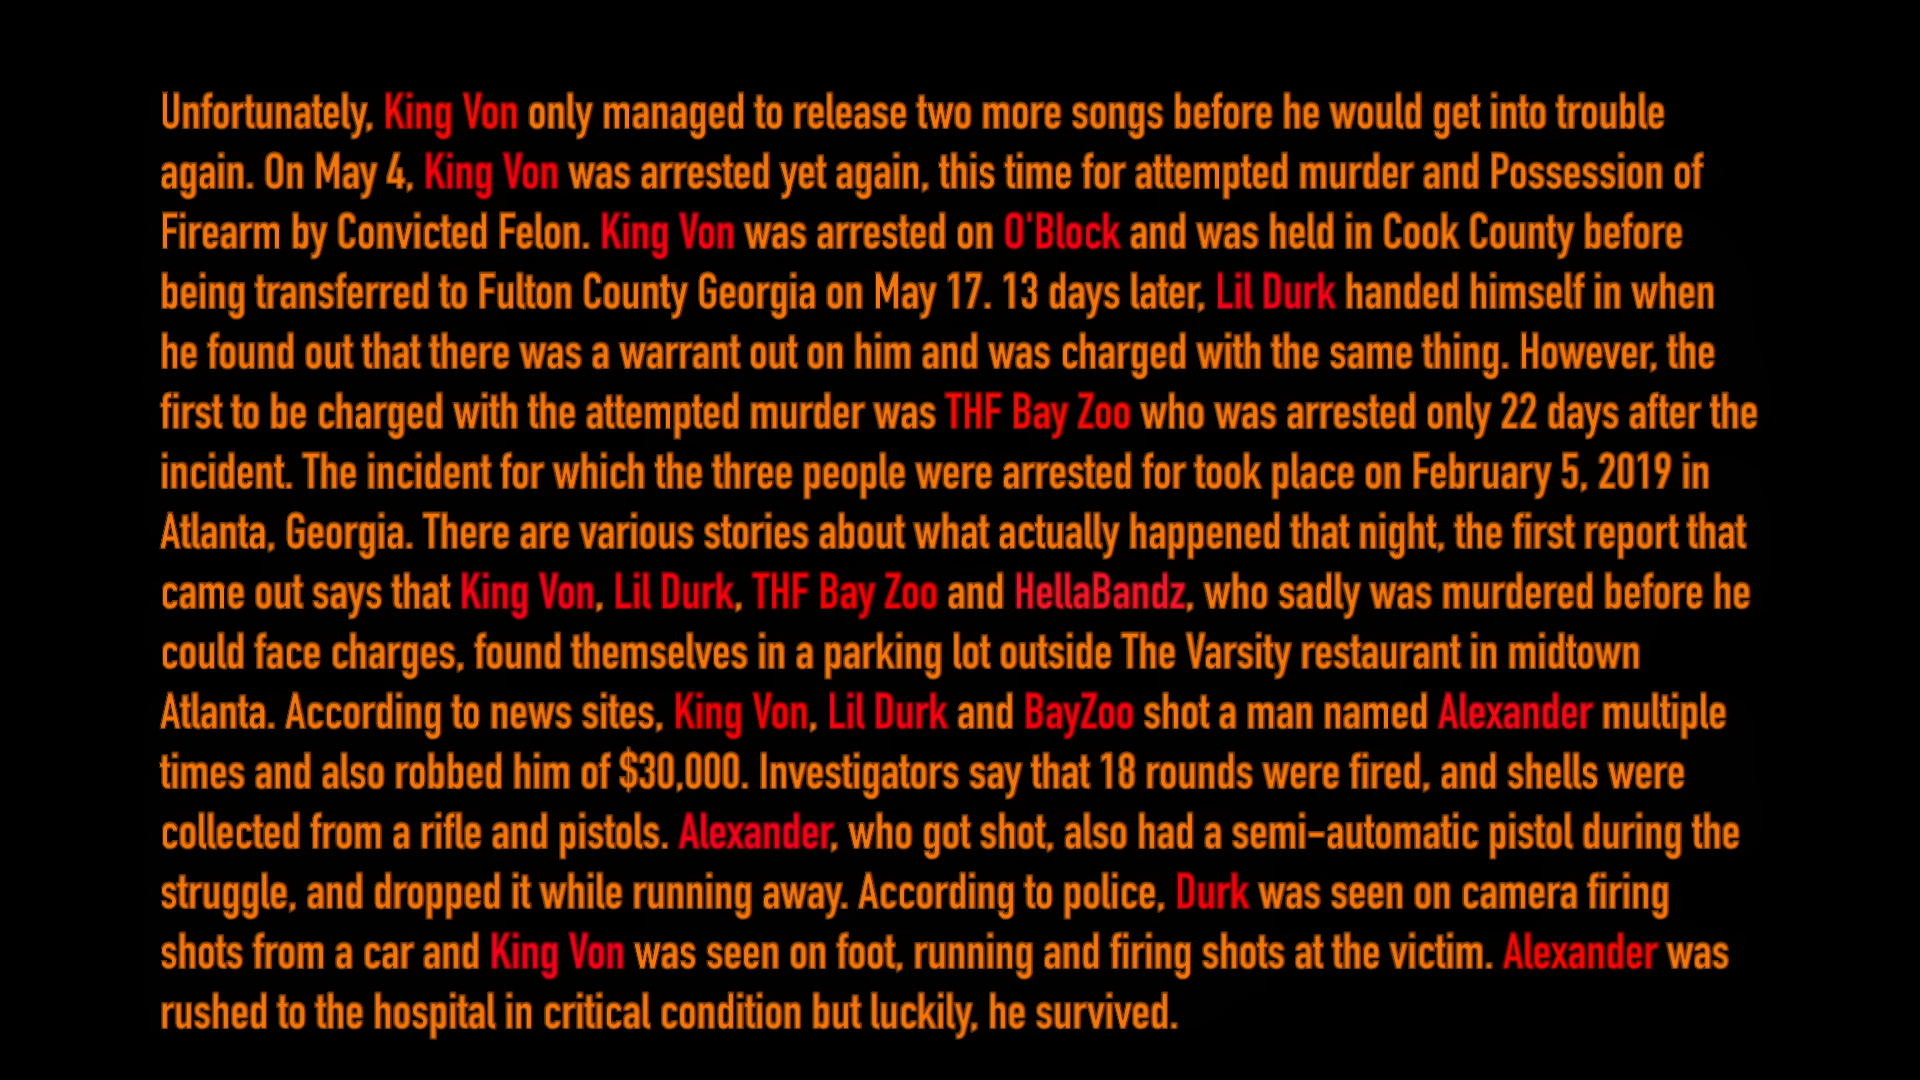 Unfortunately, King Von only managed to release two more songs before he would get into trouble
again. On May 4, King Von was arrested yet again, this time for attempted murder and Possession of
Firearm by Convicted Felon. King Von was arrested on O'Block and was held in Cook County before
being transferred to Fulton County Georgia on May 17. 13 days later, Lil Durk handed himself in when
he found out that there was a warrant out on him and was charged with the same thing. However, the
first to be charged with the attempted murder was THF Bay Zoo who was arrested only 22 days after the
incident. The incident for which the three people were arrested for took place on February 5, 2019 in
Atlanta, Georgia. There are various stories about what actually happened that night, the first report that
came out says that King Von, Lil Durk, THF Bay Zoo and HellaBandz, who sadly was murdered before he
could face charges, found themselves in a parking lot outside The Varsity restaurant in midtown
Atlanta. According to news sites, King Von, Lil Durk and BayZoo shot a man named Alexander multiple
times and also robbed him of $30,000. Investigators say that 18 rounds were fired, and shells were
collected from a rifle and pistols. Alexander, who got shot, also had a semi-automatic pistol during the
struggle, and dropped it while running away. According to police, Durk was seen on camera firing
shots from a car and King Von was seen on foot, running and firing shots at the victim. Alexander was
rushed to the hospital in critical condition but luckily, he survived.